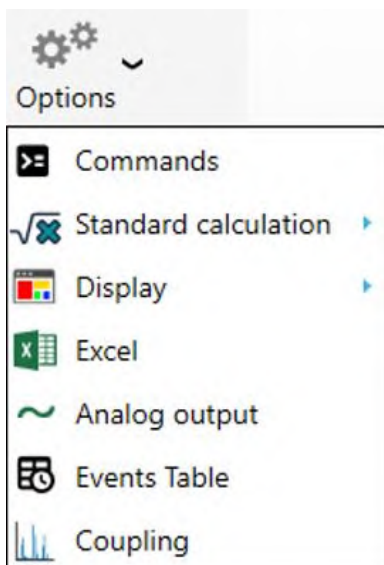 Options
Commands
Standard calculation
Display
Excel
Analog output
Events Table
Coupling